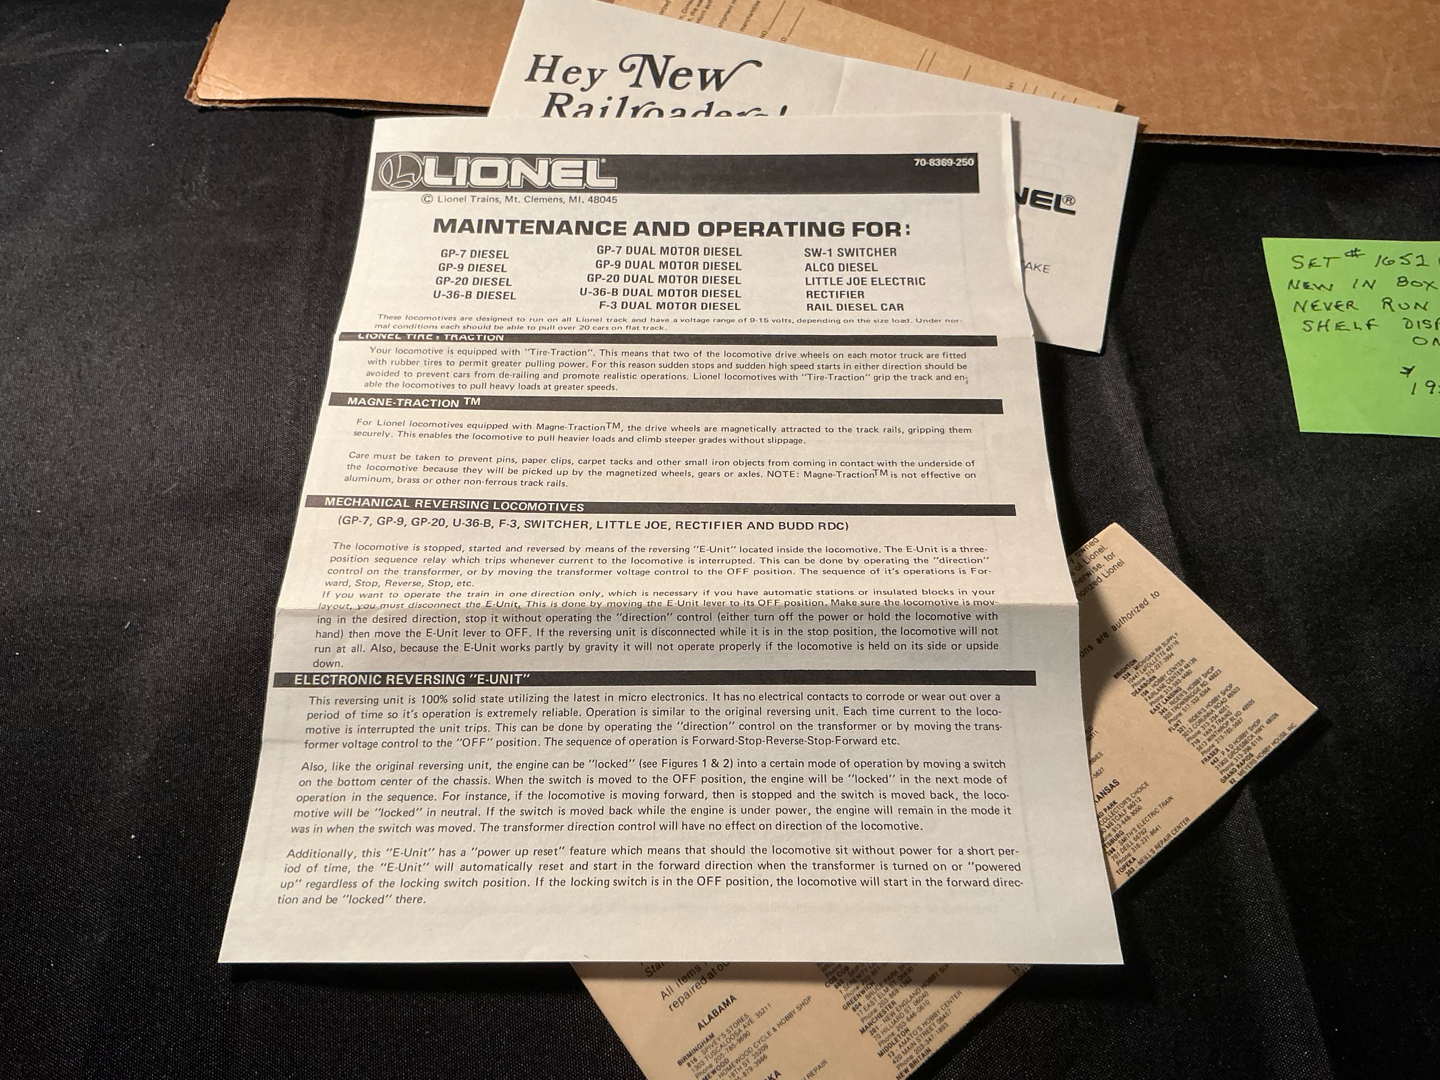 Hey New
Railroaders!
LIONEL®
70-8369-250
© Lionel Trains, Mt. Clemens, MI. 48045
MAINTENANCE AND OPERATING FOR:
GP-7 DIESEL
GP-9 DIESEL
GP-20 DIESEL
U-36-B DIESEL
GP-7 DUAL MOTOR DIESEL
GP-9 DUAL MOTOR DIESEL
GP-20 DUAL MOTOR DIESEL
U-36-B DUAL MOTOR DIESEL
F-3 DUAL MOTOR DIESEL
SW-1 SWITCHER
ALCO DIESEL
LITTLE JOE ELECTRIC
RECTIFIER
RAIL DIESEL CAR
These locomotives are designed to run on all Lionel track and have a voltage range of 9-15 volts, depending on the size load. Under nor-
mal conditions each should be able to pull over 20 cars on flat track.
LIONEL TIRE - TRACTION
Your locomotive is equipped with "Tire-Traction". This means that two of the locomotive drive wheels on each motor truck are fitted
with rubber tires to permit greater pulling power. For this reason sudden stops and sudden high speed starts in either direction should be
avoided to prevent cars from de-railing and promote realistic operations. Lionel locomotives with "Tire-Traction" grip the track and en-
able the locomotives to pull heavy loads at greater speeds.
MAGNE-TRACTION TM
For Lionel locomotives equipped with Magne-TractionTM, the drive wheels are magnetically attracted to the track rails, gripping them
securely. This enables the locomotive to pull heavier loads and climb steeper grades without slippage.
Care must be taken to prevent pins, paper clips, carpet tacks and other small iron objects from coming in contact with the underside of
the locomotive because they will be picked up by the magnetized wheels, gears or axles. NOTE: Magne-TractionTM is not effective on
aluminum, brass or other non-ferrous track rails.
MECHANICAL REVERSING LOCOMOTIVES
(GP-7, GP-9, GP-20, U-36-B, F-3, SWITCHER, LITTLE JOE, RECTIFIER AND BUDD RDC)
The locomotive is stopped, started and reversed by means of the reversing "E-Unit" located inside the locomotive. The E-Unit is a three-
position sequence relay which trips whenever current to the locomotive is interrupted. This can be done by operating the "direction"
control on the transformer, or by moving the transformer voltage control to the OFF position. The sequence of it's operations is For-
ward, Stop, Reverse, Stop, etc.
If you want to operate the train in one direction only, which is necessary if you have automatic stations or insulated blocks in your
layout, you must disconnect the E-Unit. This is done by moving the E-Unit lever to its OFF position. Make sure the locomotive is mov-
ing in the desired direction, stop it without operating the "direction" control (either turn off the power or hold the locomotive with
hand) then move the E-Unit lever to OFF. If the reversing unit is disconnected while it is in the stop position, the locomotive will not
run at all. Also, because the E-Unit works partly by gravity it will not operate properly if the locomotive is held on its side or upside
down.
ELECTRONIC REVERSING "E-UNIT"
This reversing unit is 100% solid state utilizing the latest in micro electronics. It has no electrical contacts to corrode or wear out over a
period of time so it's operation is extremely reliable. Operation is similar to the original reversing unit. Each time current to the loco-
motive is interrupted the unit trips. This can be done by operating the "direction" control on the transformer or by moving the trans-
former voltage control to the "OFF" position. The sequence of operation is Forward-Stop-Reverse-Stop-Forward etc.
Also, like the original reversing unit, the engine can be "locked" (see Figures 1 & 2) into a certain mode of operation by moving a switch
on the bottom center of the chassis. When the switch is moved to the OFF position, the engine will be "locked" in the next mode of
operation in the sequence. For instance, if the locomotive is moving forward, then is stopped and the switch is moved back, the loco-
motive will be "locked" in neutral. If the switch is moved back while the engine is under power, the engine will remain in the mode it
was in when the switch was moved. The transformer direction control will have no effect on direction of the locomotive.
Additionally, this "E-Unit" has a "power up reset" feature which means that should the locomotive sit without power for a short per-
iod of time, the "E-Unit" will automatically reset and start in the forward direction when the transformer is turned on or "powered
up" regardless of the locking switch position. If the locking switch is in the OFF position, the locomotive will start in the forward direc-
tion and be "locked" there.
NEL®
AKE
SET # 1652
NEW IN BOX
NEVER RUN
SHELF DISP
ON
ized Lionel
ons are authorized to
All items
repaired at ou
ALABAMA
BIRMINGHAM
SPIVEY'S STORES
1303 TUSCALOOSA AVE 35211
Phone 205-785-9690
HOMEWOOD CYCLE & HOBBY SHOP
TOPEKA